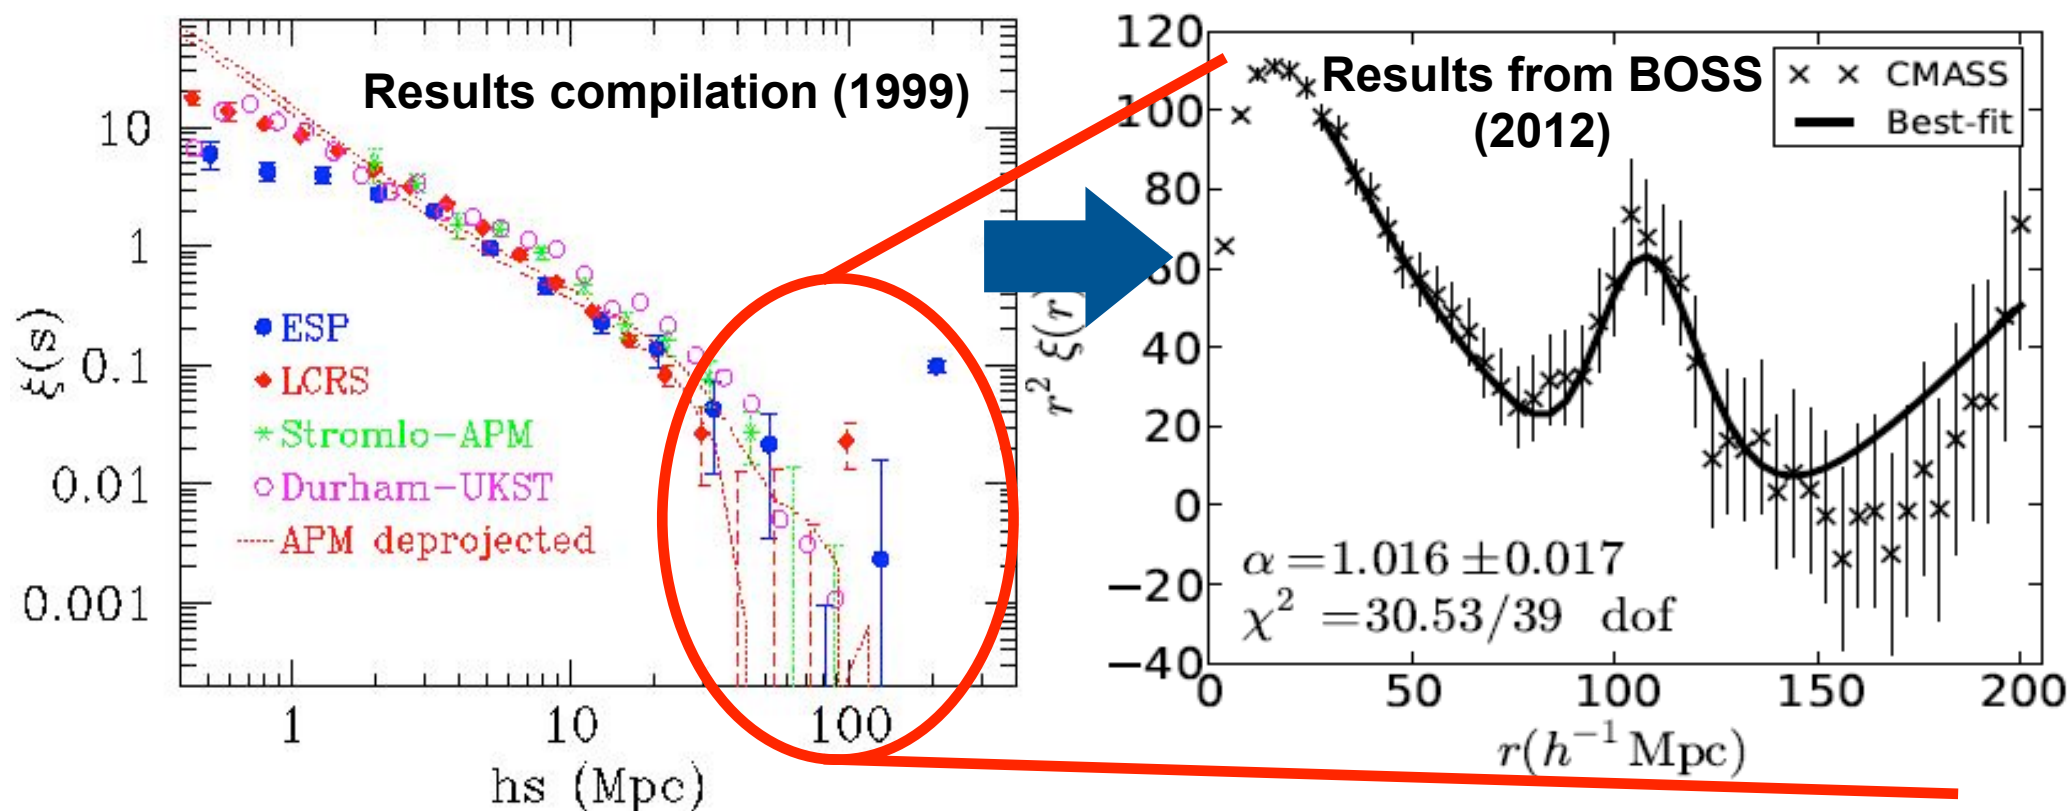 Results compilation (1999)
10
1
0.1
0.01
0.001
ξ(s)
ESP
LCRS
Stromlo-APM
Durham-UKST
APM deprojected
1
10
100
hs (Mpc)
Results from BOSS
(2012)
CMASS
Best-fit
120
100
80
60
40
20
0
−20
−40
r² ξ(r)
α=1.016 ±0.017
χ² =30.53/39 dof
0
50
100
150
200
r(h⁻¹ Mpc)